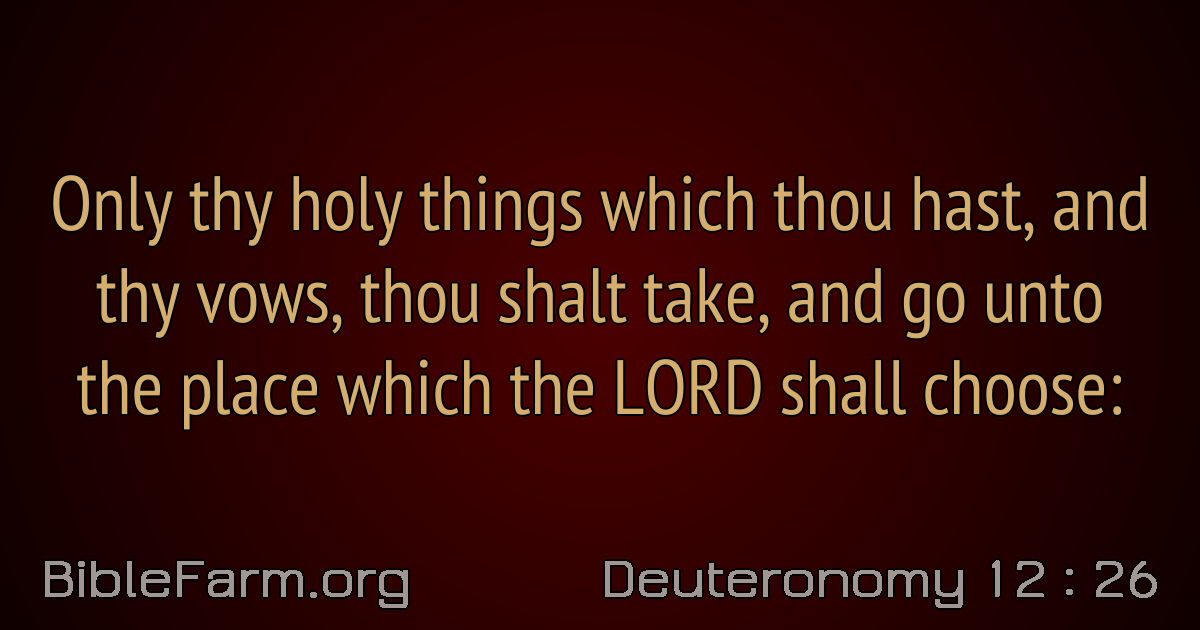 Only thy holy things which thou hast, and
thy vows, thou shalt take, and go unto
the place which the LORD shall choose:
BibleFarm.org
Deuteronomy 12 : 26